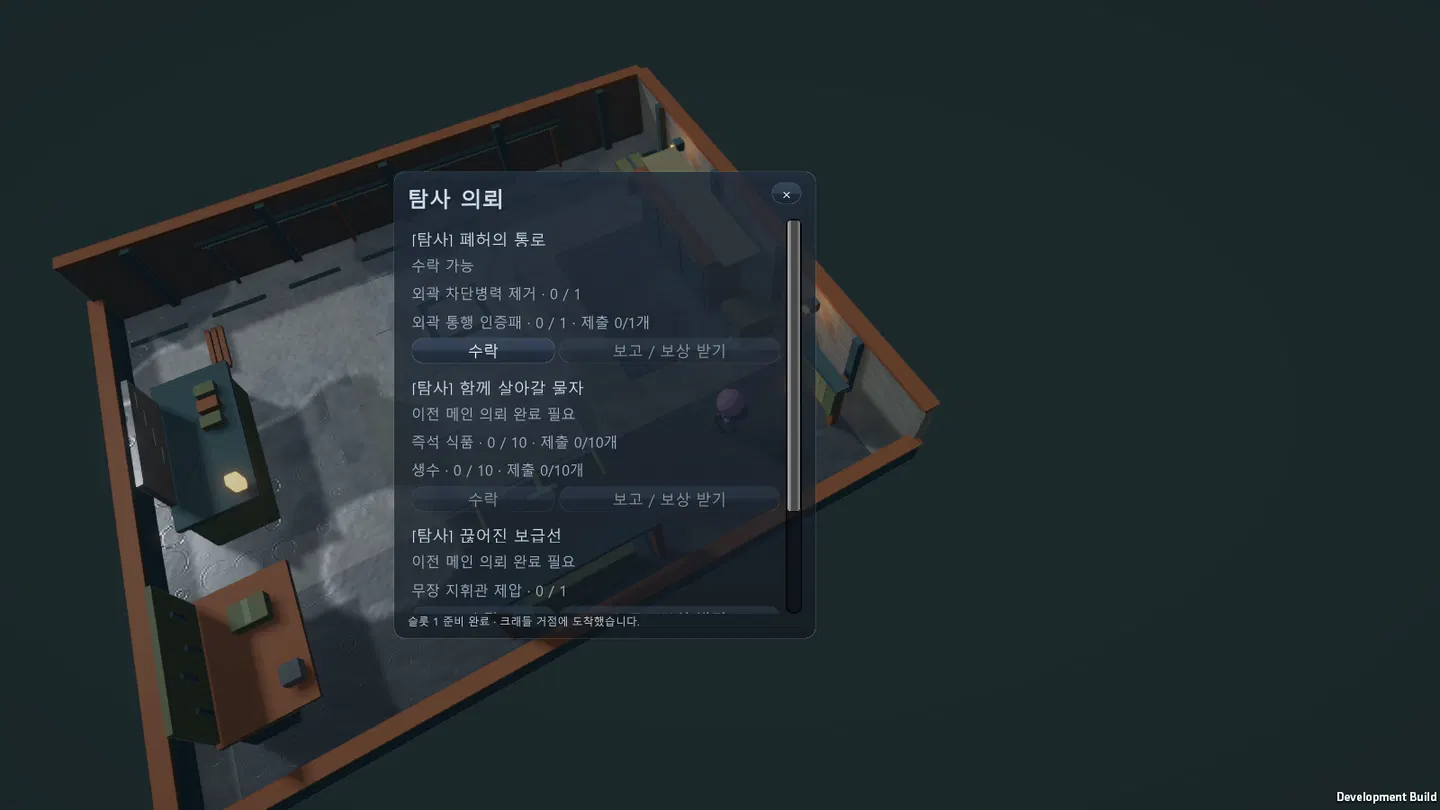 탐사 의뢰
×
[탐사] 폐허의 통로
수락 가능
외곽 차단병력 제거 · 0 / 1
외곽 통행 인증패 · 0 / 1 · 제출 0/1개
수락 보고 / 보상 받기
[탐사] 함께 살아갈 물자
이전 메인 의뢰 완료 필요
즉석 식품 · 0 / 10 · 제출 0/10개
생수 · 0 / 10 · 제출 0/10개
수락 보고 / 보상 받기
[탐사] 끊어진 보급선
이전 메인 의뢰 완료 필요
무장 지휘관 제압 · 0 / 1
슬롯 1 준비 완료 · 크래들 거점에 도착했습니다.
Development Build